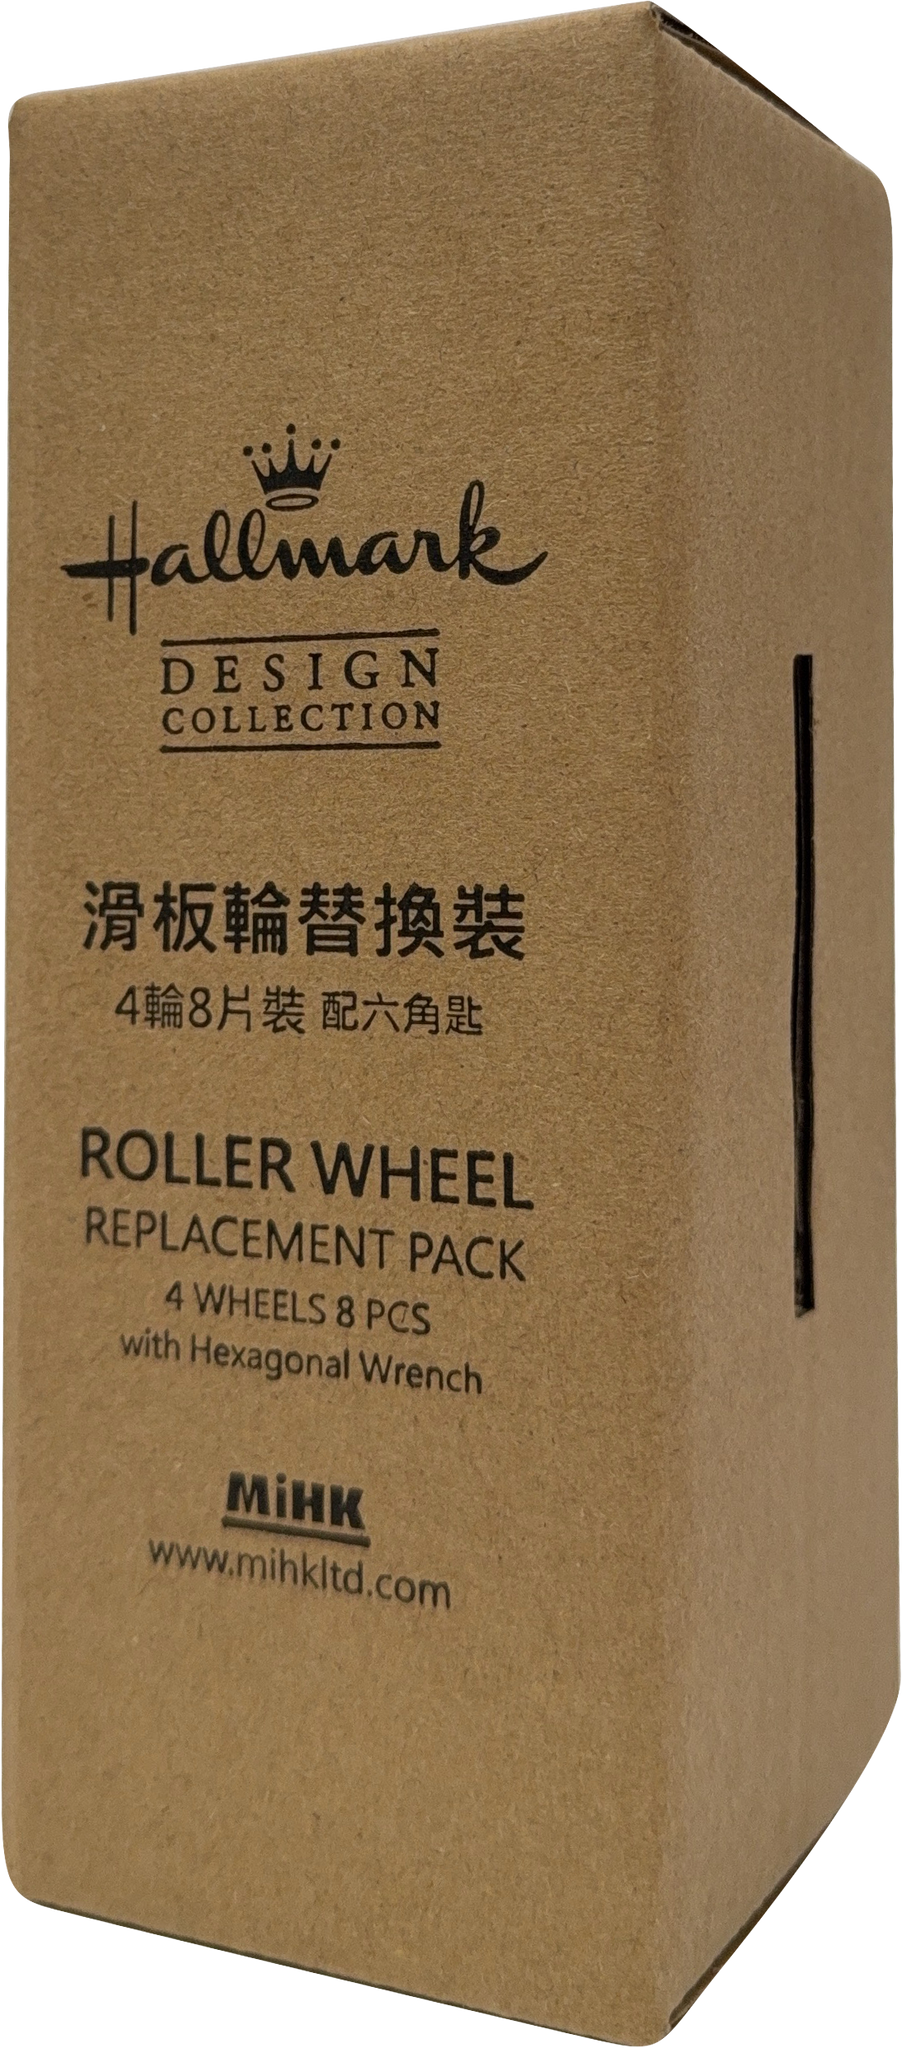 Hallmark
DESIGN
COLLECTION
滑板輪替換裝
4輪8片裝 配六角匙
ROLLER WHEEL
REPLACEMENT PACK
4 WHEELS 8 PCS
with Hexagonal Wrench
MiHK
www.mihkltd.com